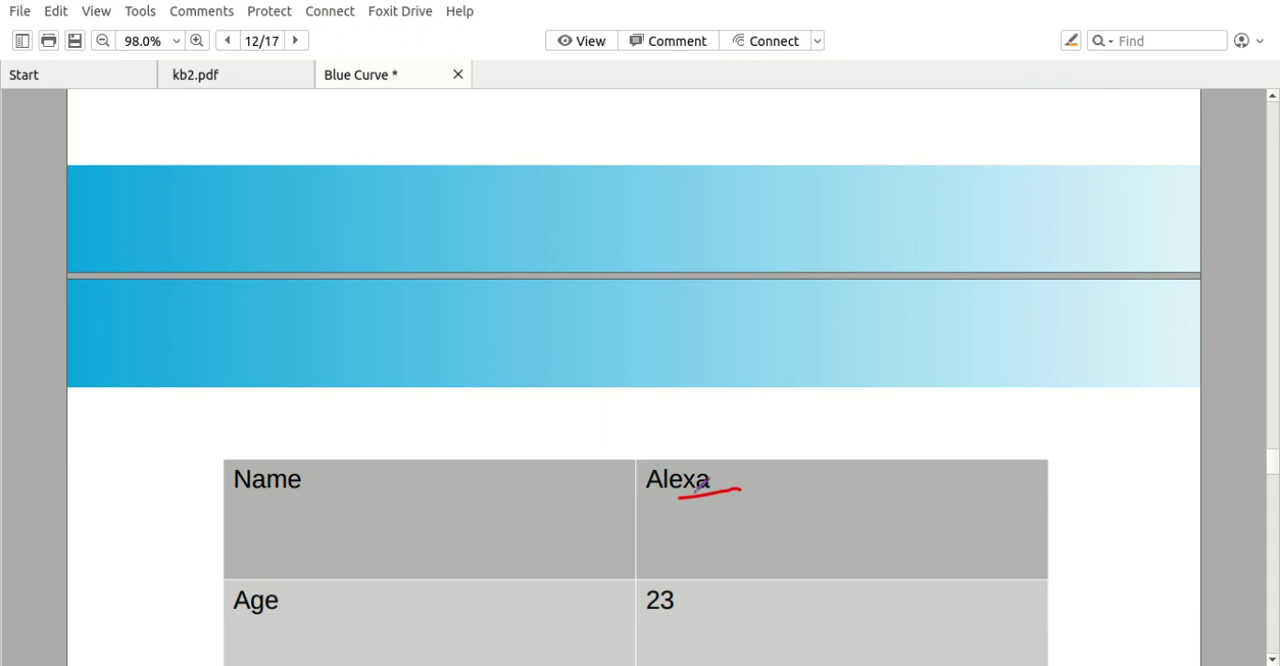 File Edit View Tools Comments Protect Connect Foxit Drive Help
98.0% 12/17 View Comment Connect Find
Start kb2.pdf Blue Curve *
Name Alexa
Age 23